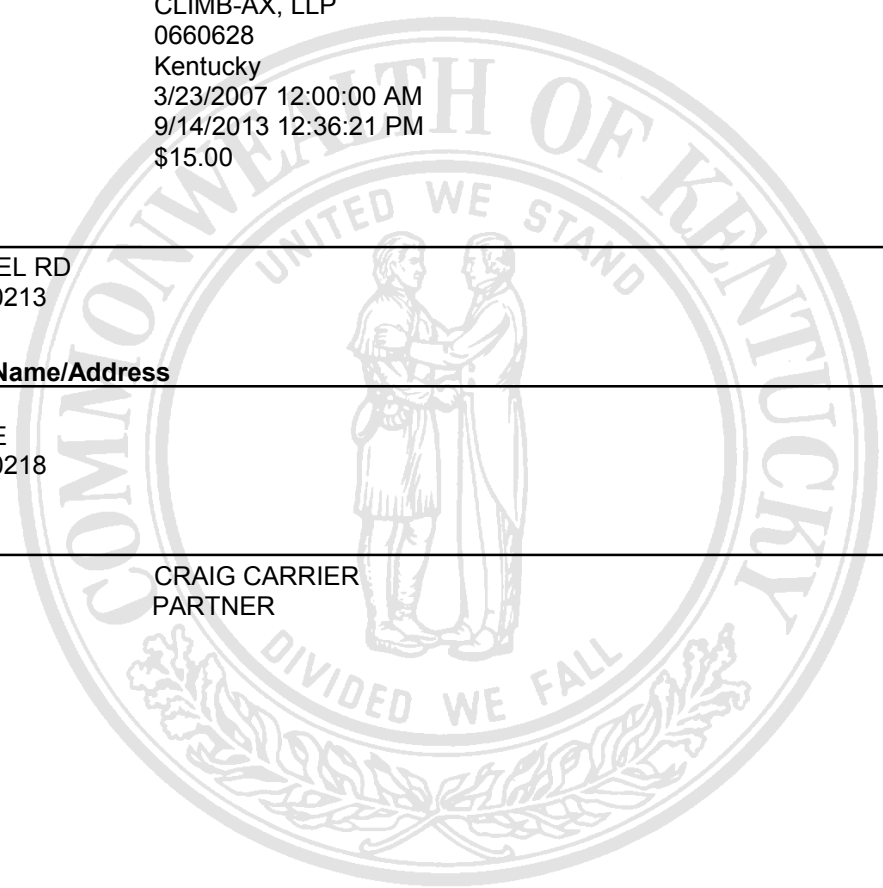 CLIMB-AX, LLP
0660628
Kentucky
3/23/2007 12:00:00 AM
9/14/2013 12:36:21 PM
$15.00
EL RD
0213
Name/Address
E
0218
CRAIG CARRIER
PARTNER
COMMONWEALTH OF KENTUCKY
UNITED WE STAND
DIVIDED WE FALL